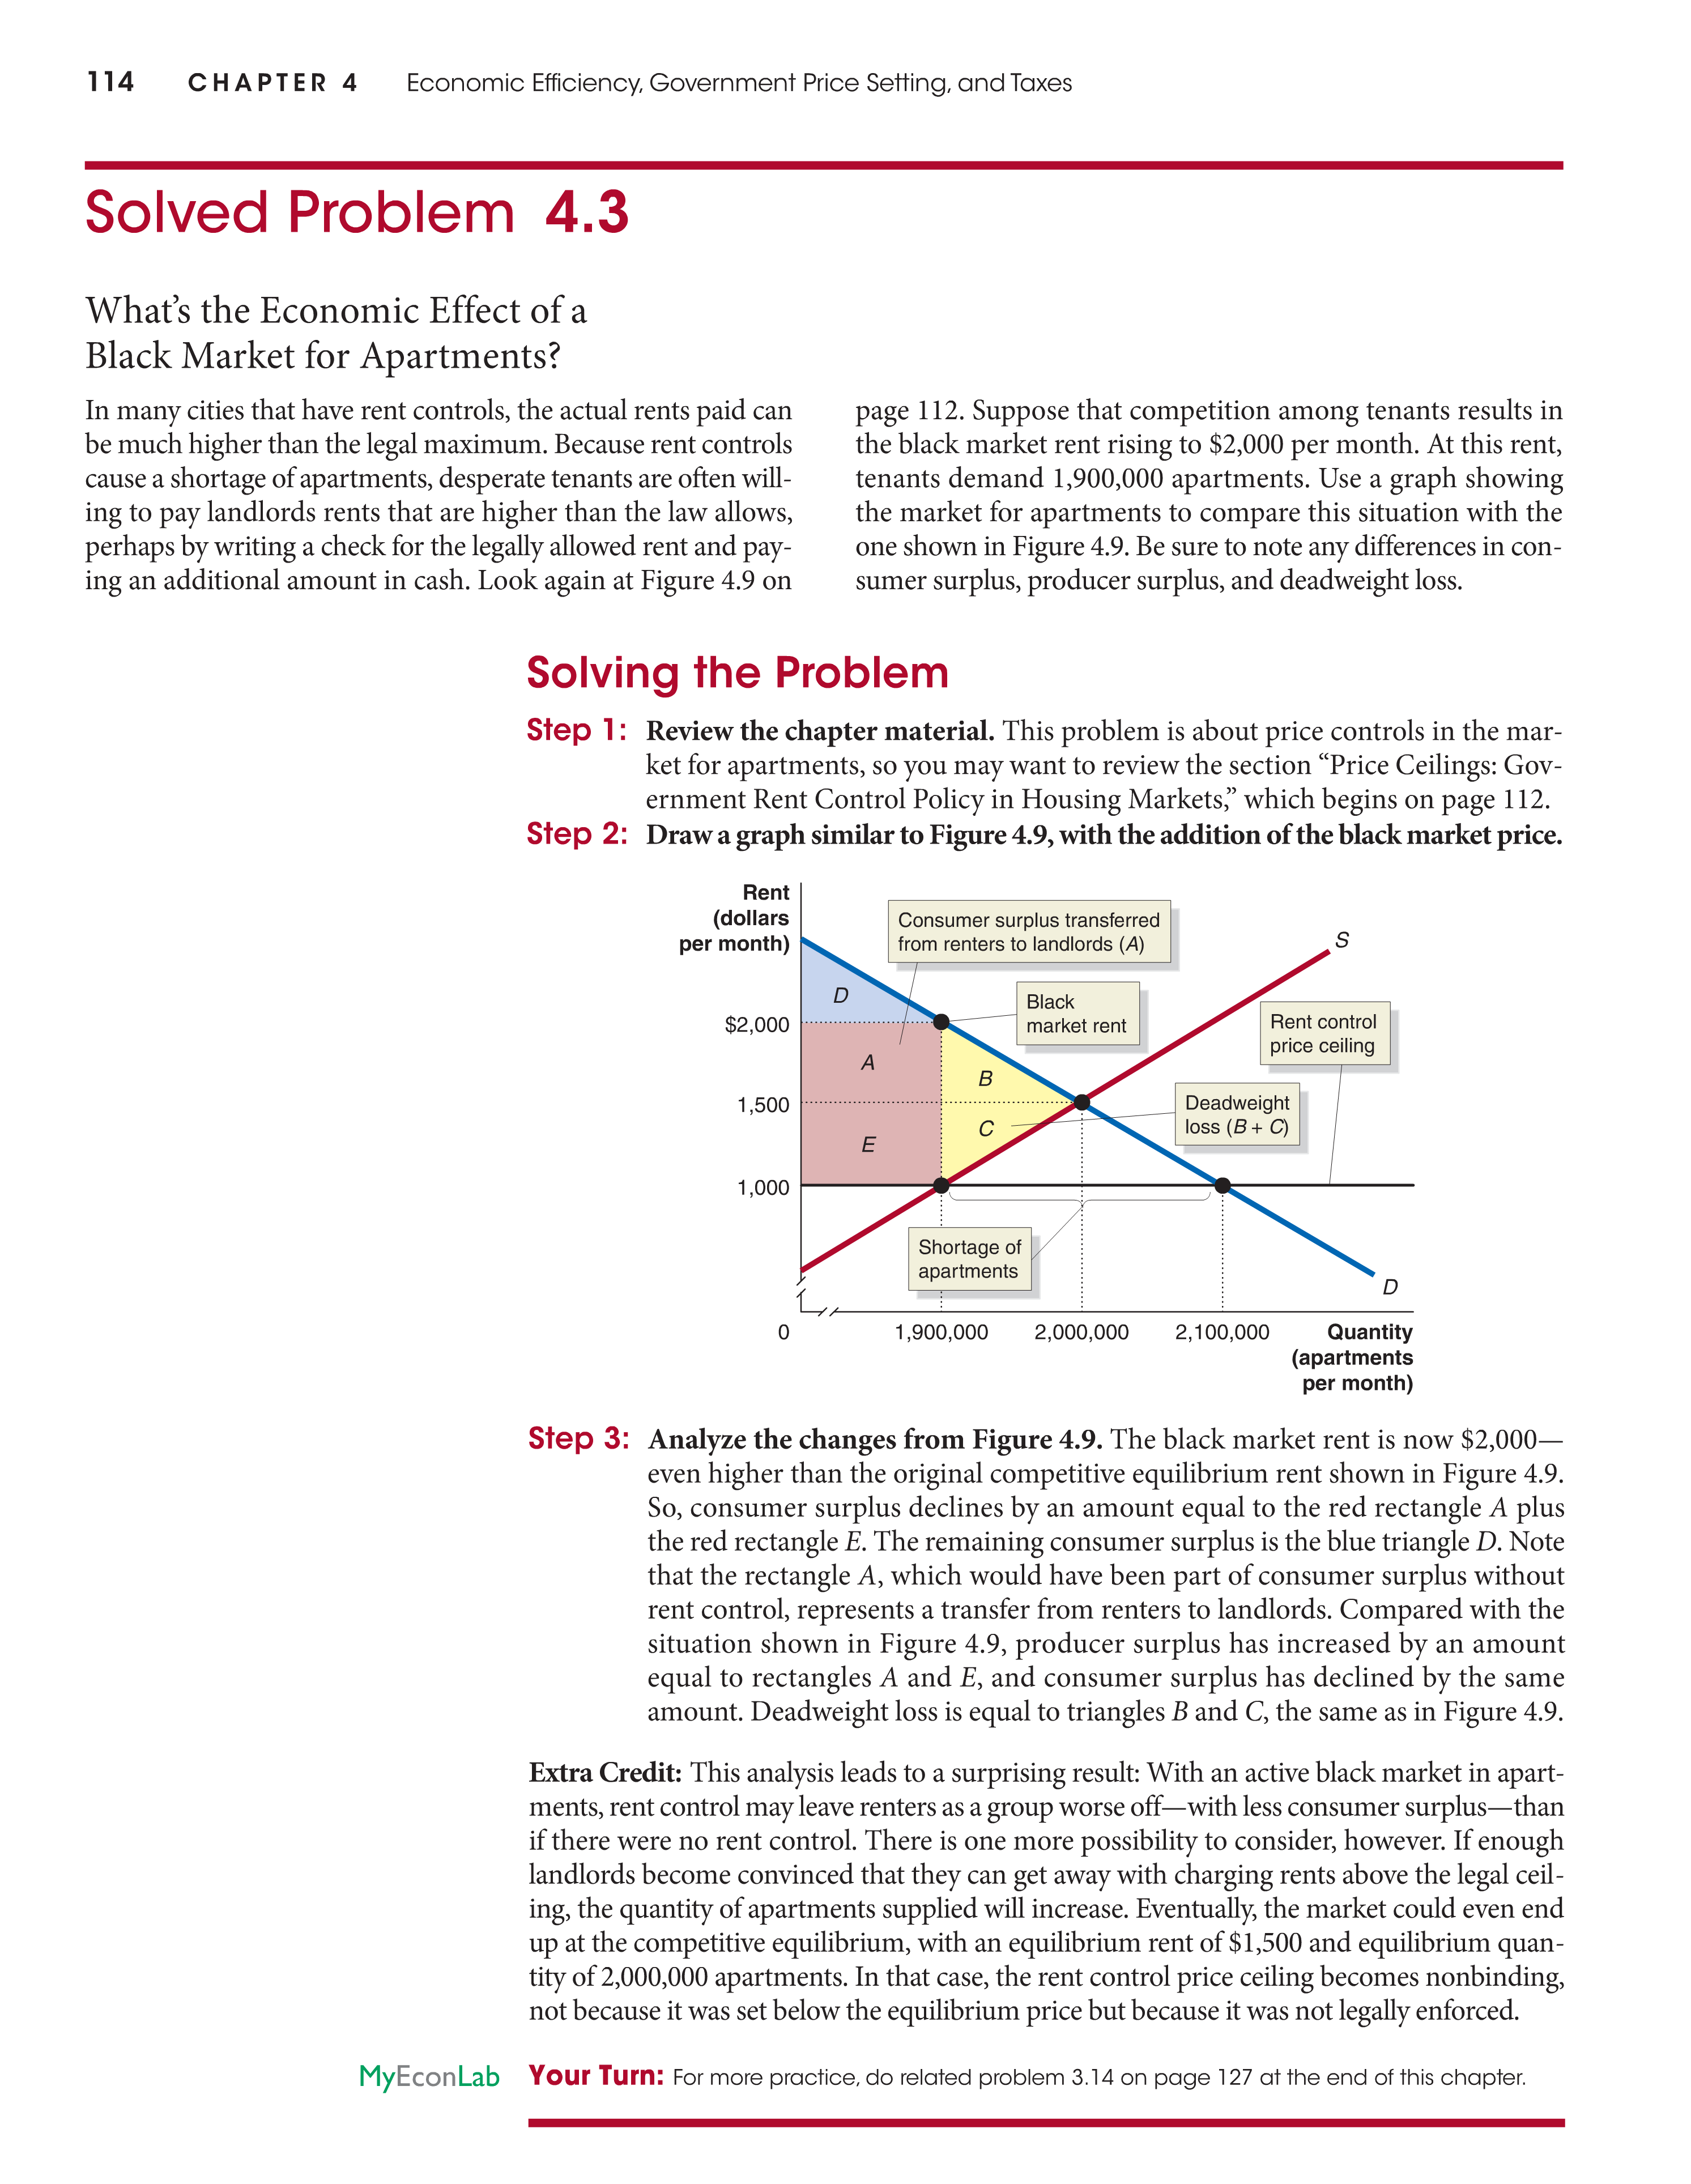 114 CHAPTER 4 Economic Efficiency, Government Price Setting, and Taxes
Solved Problem 4.3
What’s the Economic Effect of a
Black Market for Apartments?
In many cities that have rent controls, the actual rents paid can
be much higher than the legal maximum. Because rent controls
cause a shortage of apartments, desperate tenants are often will-
ing to pay landlords rents that are higher than the law allows,
perhaps by writing a check for the legally allowed rent and pay-
ing an additional amount in cash. Look again at Figure 4.9 on
page 112. Suppose that competition among tenants results in
the black market rent rising to $2,000 per month. At this rent,
tenants demand 1,900,000 apartments. Use a graph showing
the market for apartments to compare this situation with the
one shown in Figure 4.9. Be sure to note any differences in con-
sumer surplus, producer surplus, and deadweight loss.
Solving the Problem
Step 1: Review the chapter material. This problem is about price controls in the mar-
ket for apartments, so you may want to review the section “Price Ceilings: Gov-
ernment Rent Control Policy in Housing Markets,” which begins on page 112.
Step 2: Draw a graph similar to Figure 4.9, with the addition of the black market price.
Rent
(dollars
per month)
Consumer surplus transferred
from renters to landlords (A)
S
D
Black
market rent
$2,000
Rent control
price ceiling
A
B
1,500
Deadweight
loss (B + C)
C
E
1,000
Shortage of
apartments
D
0
1,900,000
2,000,000
2,100,000
Quantity
(apartments
per month)
Step 3: Analyze the changes from Figure 4.9. The black market rent is now $2,000—
even higher than the original competitive equilibrium rent shown in Figure 4.9.
So, consumer surplus declines by an amount equal to the red rectangle A plus
the red rectangle E. The remaining consumer surplus is the blue triangle D. Note
that the rectangle A, which would have been part of consumer surplus without
rent control, represents a transfer from renters to landlords. Compared with the
situation shown in Figure 4.9, producer surplus has increased by an amount
equal to rectangles A and E, and consumer surplus has declined by the same
amount. Deadweight loss is equal to triangles B and C, the same as in Figure 4.9.
Extra Credit: This analysis leads to a surprising result: With an active black market in apart-
ments, rent control may leave renters as a group worse off—with less consumer surplus—than
if there were no rent control. There is one more possibility to consider, however. If enough
landlords become convinced that they can get away with charging rents above the legal ceil-
ing, the quantity of apartments supplied will increase. Eventually, the market could even end
up at the competitive equilibrium, with an equilibrium rent of $1,500 and equilibrium quan-
tity of 2,000,000 apartments. In that case, the rent control price ceiling becomes nonbinding,
not because it was set below the equilibrium price but because it was not legally enforced.
MyEconLab Your Turn: For more practice, do related problem 3.14 on page 127 at the end of this chapter.